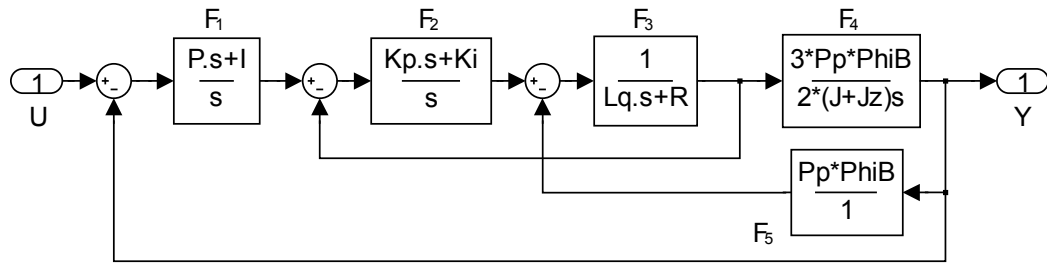 F1
F2
F3
F4
1
U
+
-
P.s+I
s
+
-
Kp.s+Ki
s
+
-
1
Lq.s+R
3*Pp*PhiB
2*(J+Jz)s
1
Y
Pp*PhiB
1
F5